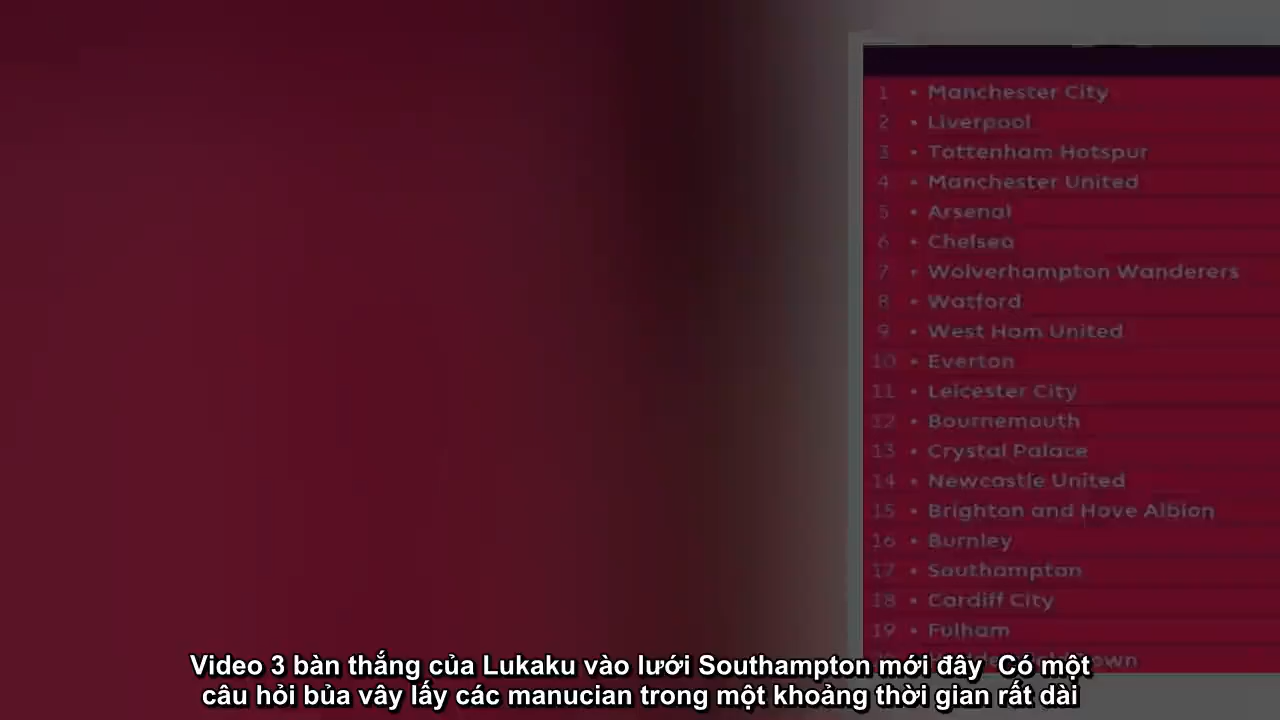 1 • Manchester City
2 • Liverpool
3 • Tottenham Hotspur
4 • Manchester United
5 • Arsenal
6 • Chelsea
7 • Wolverhampton Wanderers
8 • Watford
9 • West Ham United
10 • Everton
11 • Leicester City
12 • Bournemouth
13 • Crystal Palace
14 • Newcastle United
15 • Brighton and Hove Albion
16 • Burnley
17 • Southampton
18 • Cardiff City
19 • Fulham
Video 3 bàn thắng của Lukaku vào lưới Southampton mới đây Có một
câu hỏi bủa vây lấy các manucian trong một khoảng thời gian rất dài